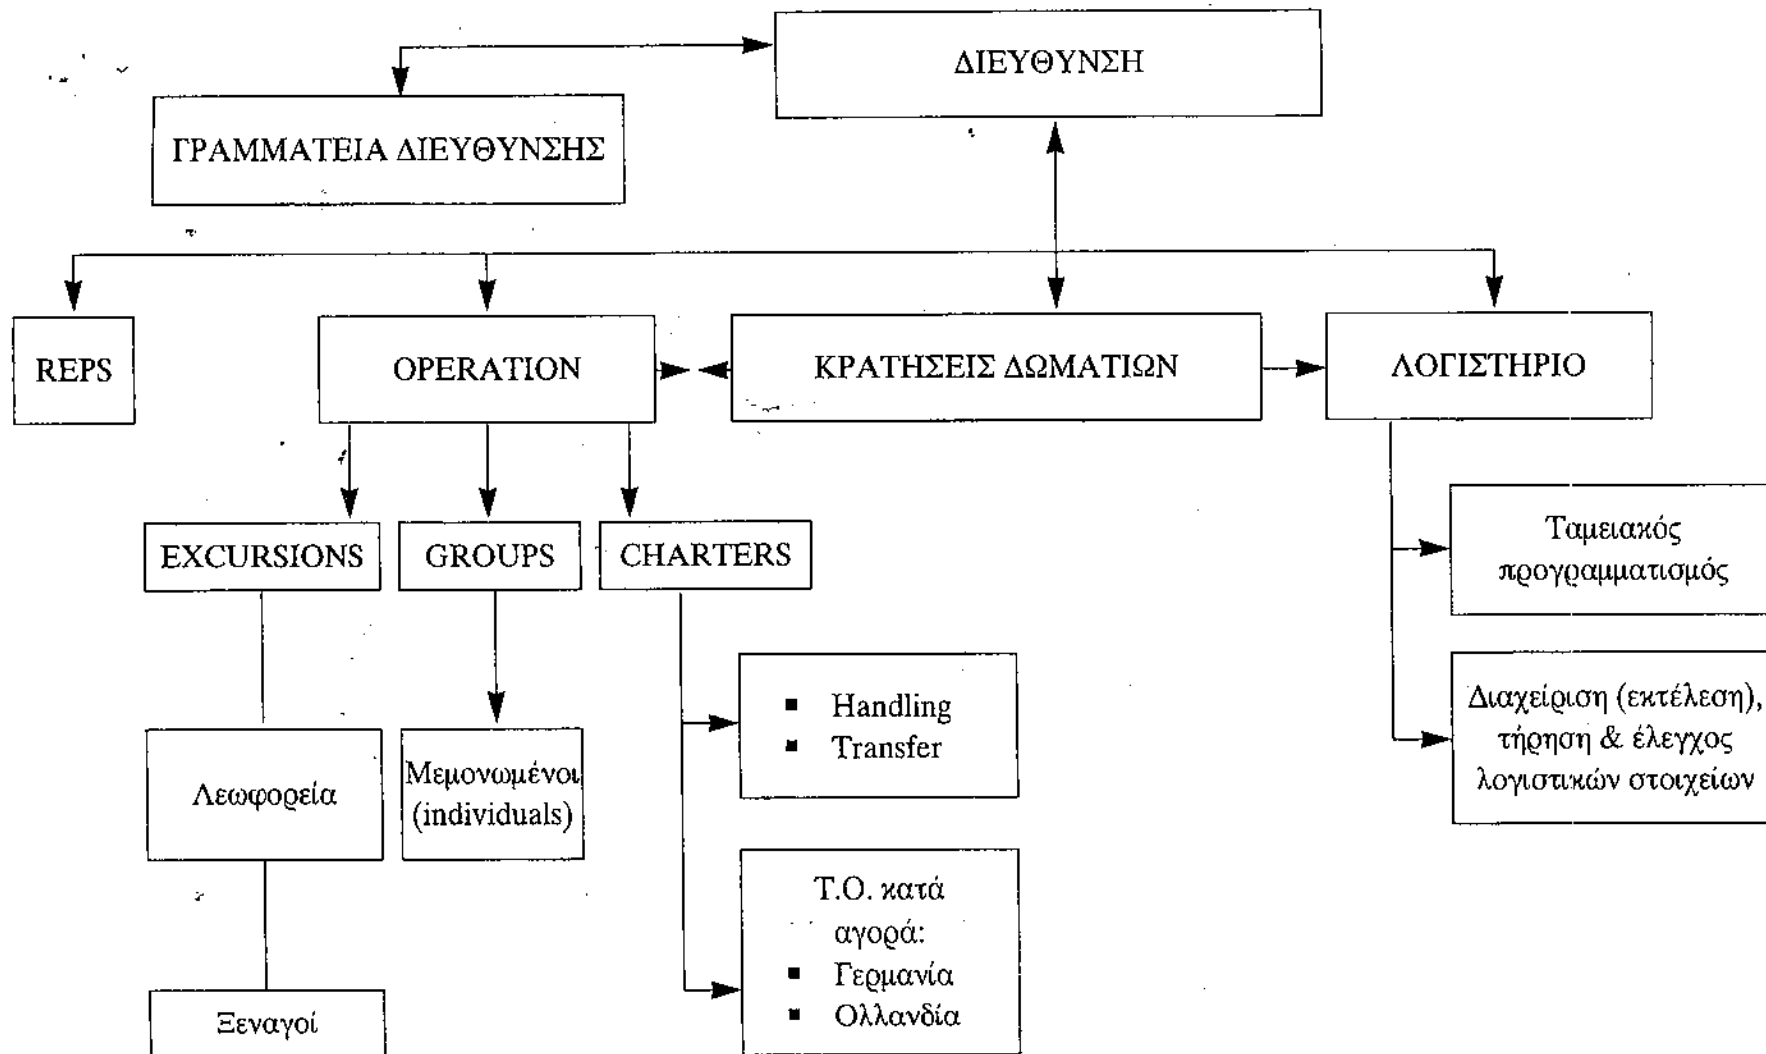 ΔΙΕΥΘΥΝΣΗ
ΓΡΑΜΜΑΤΕΙΑ ΔΙΕΥΘΥΝΣΗΣ
REPS
OPERATION
ΚΡΑΤΗΣΕΙΣ ΔΩΜΑΤΙΩΝ
ΛΟΓΙΣΤΗΡΙΟ
EXCURSIONS
GROUPS
CHARTERS
Ταμειακός
προγραμματισμός
Διαχείριση (εκτέλεση),
τήρηση & έλεγχος
λογιστικών στοιχείων
▪ Handling
▪ Transfer
Λεωφορεία
Μεμονωμένοι
(individuals)
Τ.Ο. κατά
αγορά:
▪ Γερμανία
▪ Ολλανδία
Ξεναγοί